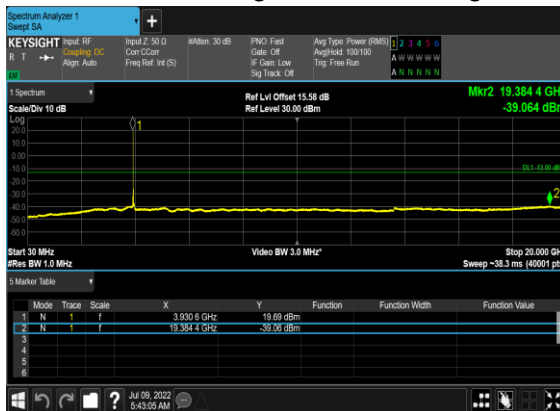 Spectrum Analyzer 1
Swept SA
KEYSIGHT Input: RF Input Z: 50 Ω #Atten: 30 dB PNO: Fast Avg Type: Power (RMS) 1 2 3 4 5 6
R T Coupling: DC Corr CCorr Gate: Off Avg|Hold: 100/100 A W W W W W
Align: Auto Freq Ref: Int (S) IF Gain: Low Trig: Free Run
Sig Track: Off A N N N N N
1 Spectrum Ref Lvl Offset 15.58 dB Mkr2 19.384 4 GH
Scale/Div 10 dB Ref Level 30.00 dBm -39.064 dB
Log
20.0 1
10.0
0.00
-10.0 DL1 -13.00 dB
-20.0
-30.0 2
-40.0
-50.0
-60.0
Start 30 MHz Video BW 3.0 MHz* Stop 20.000 GH
#Res BW 1.0 MHz Sweep ~38.3 ms (40001 pt
5 Marker Table
Mode Trace Scale X Y Function Function Width Function Value
1 N 1 f 3.930 6 GHz 19.69 dBm
2 N 1 f 19.384 4 GHz -39.06 dBm
3
4
5
6
? Jul 09, 2022
5:43:05 AM